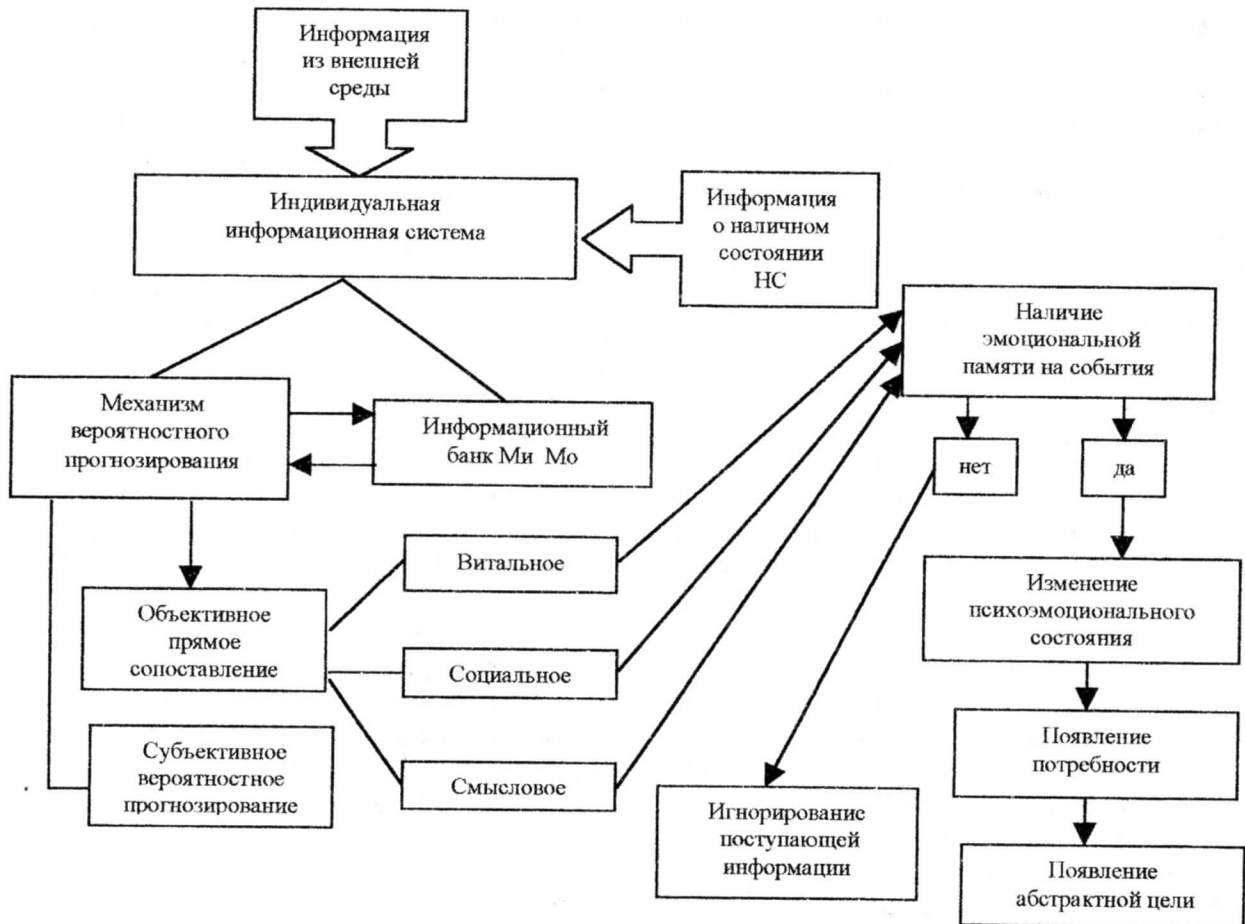 Информация
из внешней
среды
Индивидуальная
информационная система
Информация
о наличном
состоянии
НС
Наличие
эмоциональной
памяти на события
Механизм
вероятностного
прогнозирования
Информационный
банк Ми Мо
нет
да
Витальное
Изменение
психоэмоционального
состояния
Объективное
прямое
сопоставление
Социальное
Субъективное
вероятностное
прогнозирование
Смысловое
Появление
потребности
Игнорирование
поступающей
информации
Появление
абстрактной цели